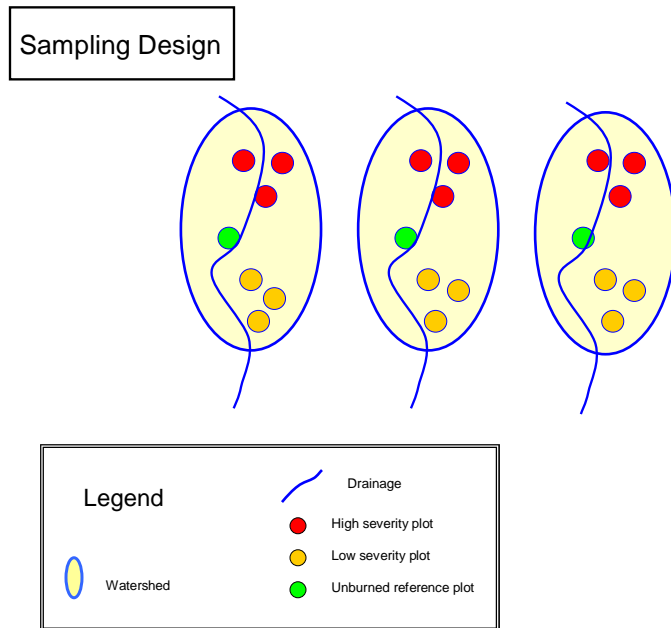 Sampling Design
Legend
Drainage
High severity plot
Low severity plot
Watershed
Unburned reference plot